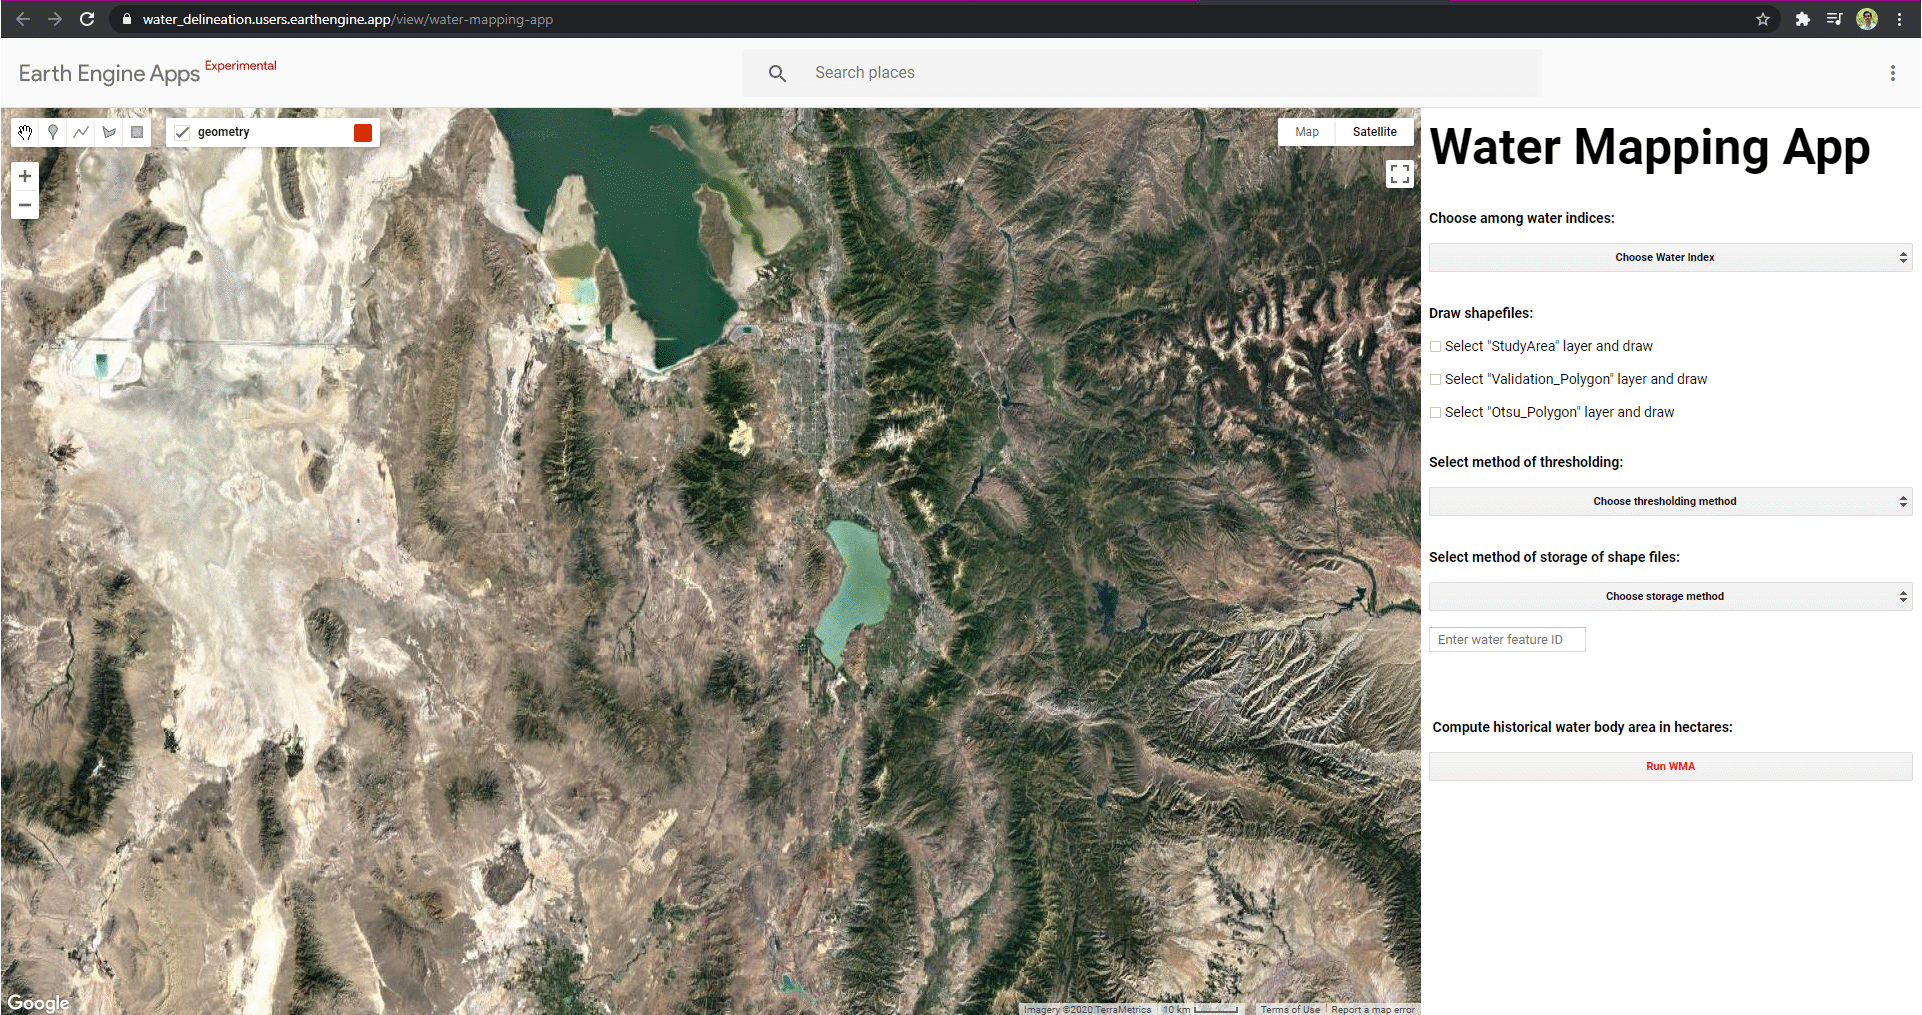 water_delineation.users.earthengine.app/view/water-mapping-app
Earth Engine Apps Experimental
Search places
geometry
Google
Map Satellite
Water Mapping App
Choose among water indices:
Choose Water Index
Draw shapefiles:
Select "StudyArea" layer and draw
Select "Validation_Polygon" layer and draw
Select "Otsu_Polygon" layer and draw
Select method of thresholding:
Choose thresholding method
Select method of storage of shape files:
Choose storage method
Enter water feature ID
Compute historical water body area in hectares:
Run WMA
Google
Imagery ©2020 TerraMetrics 10 km Terms of Use Report a map error